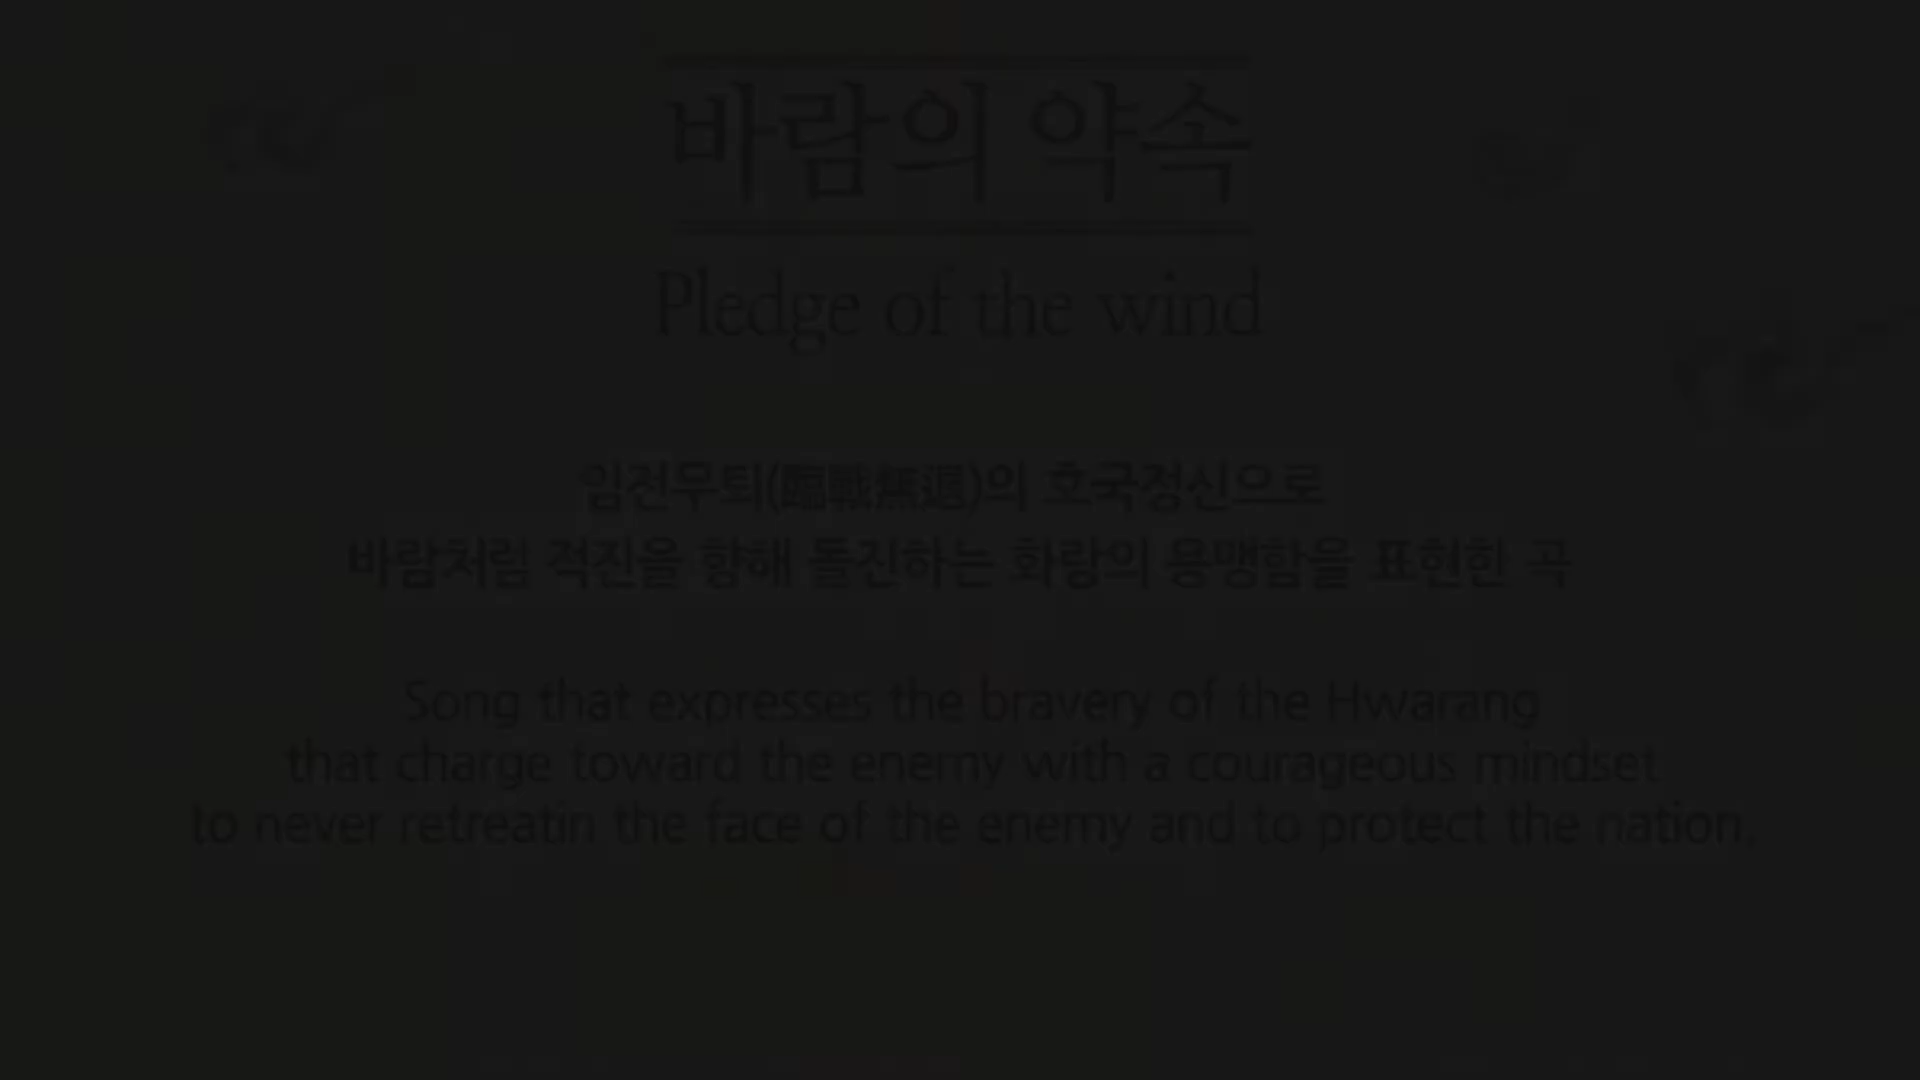 바람의 약속
Pledge of the wind
임전무퇴(臨戰無退)의 호국정신으로
바람처럼 적진을 향해 돌진하는 화랑의 용맹함을 표현한 곡
Song that expresses the bravery of the Hwarang
that charge toward the enemy with a courageous mindset
to never retreatin the face of the enemy and to protect the nation.